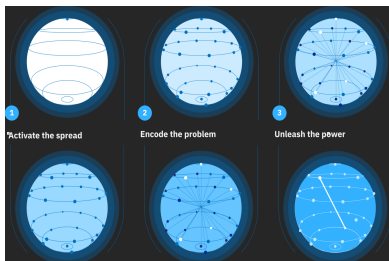 1
2
3
Activate the spread
Encode the problem
Unleash the power